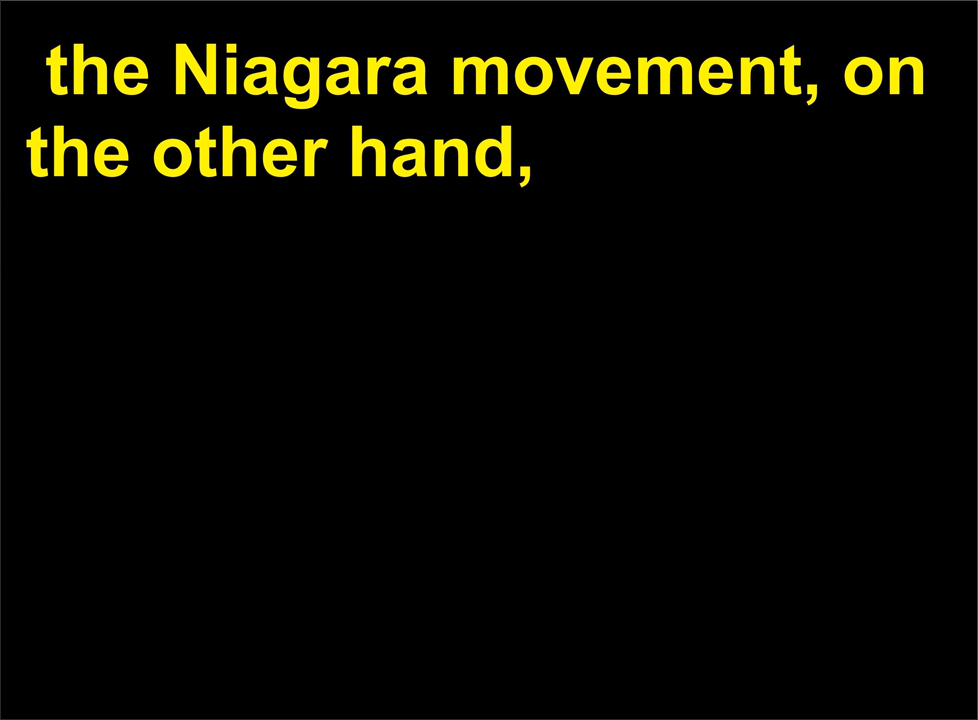 the Niagara movement, on
the other hand,